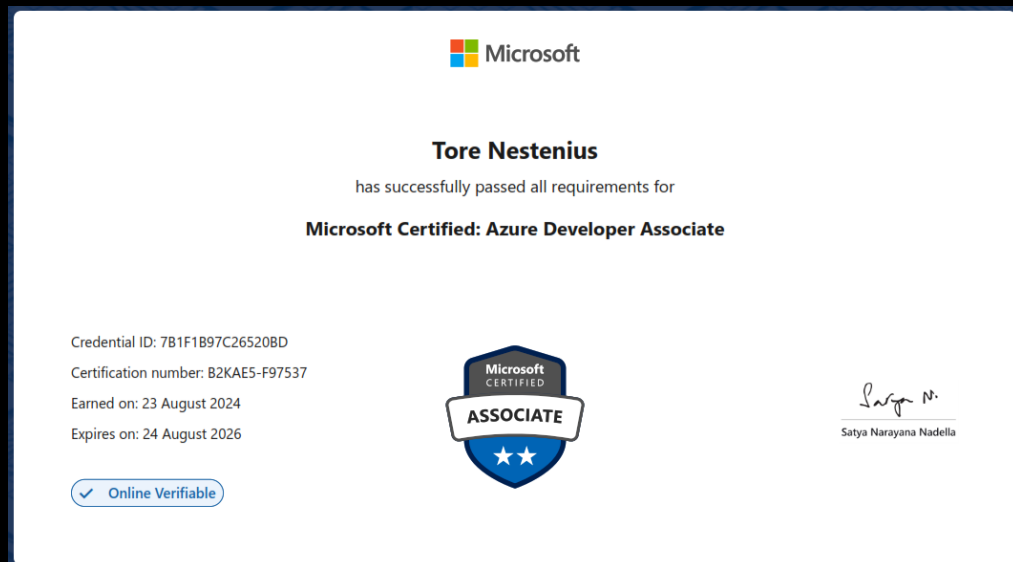 Microsoft
Tore Nestenius
has successfully passed all requirements for
Microsoft Certified: Azure Developer Associate
Credential ID: 7B1F1B97C26520BD
Certification number: B2KAE5-F97537
Earned on: 23 August 2024
Expires on: 24 August 2026
Online Verifiable
Microsoft
CERTIFIED
ASSOCIATE
Satya N.
Satya Narayana Nadella